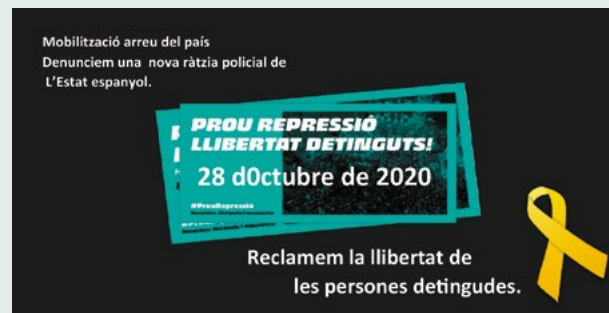 Mobilització arreu del país
Denunciem una nova ràtzia policial de
L'Estat espanyol.
PROU REPRESSIÓ
LLIBERTAT DETINGUTS!
28 d0ctubre de 2020
#ProuRepressio
Reclamem la llibertat de
les persones detingudes.